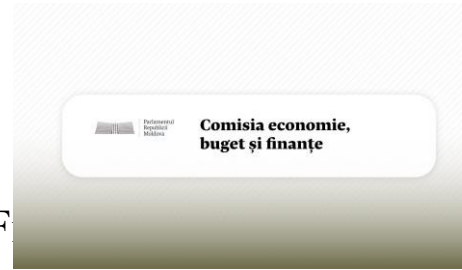 Parlamentul
Republicii
Moldova
Comisia economie,
buget și finanțe